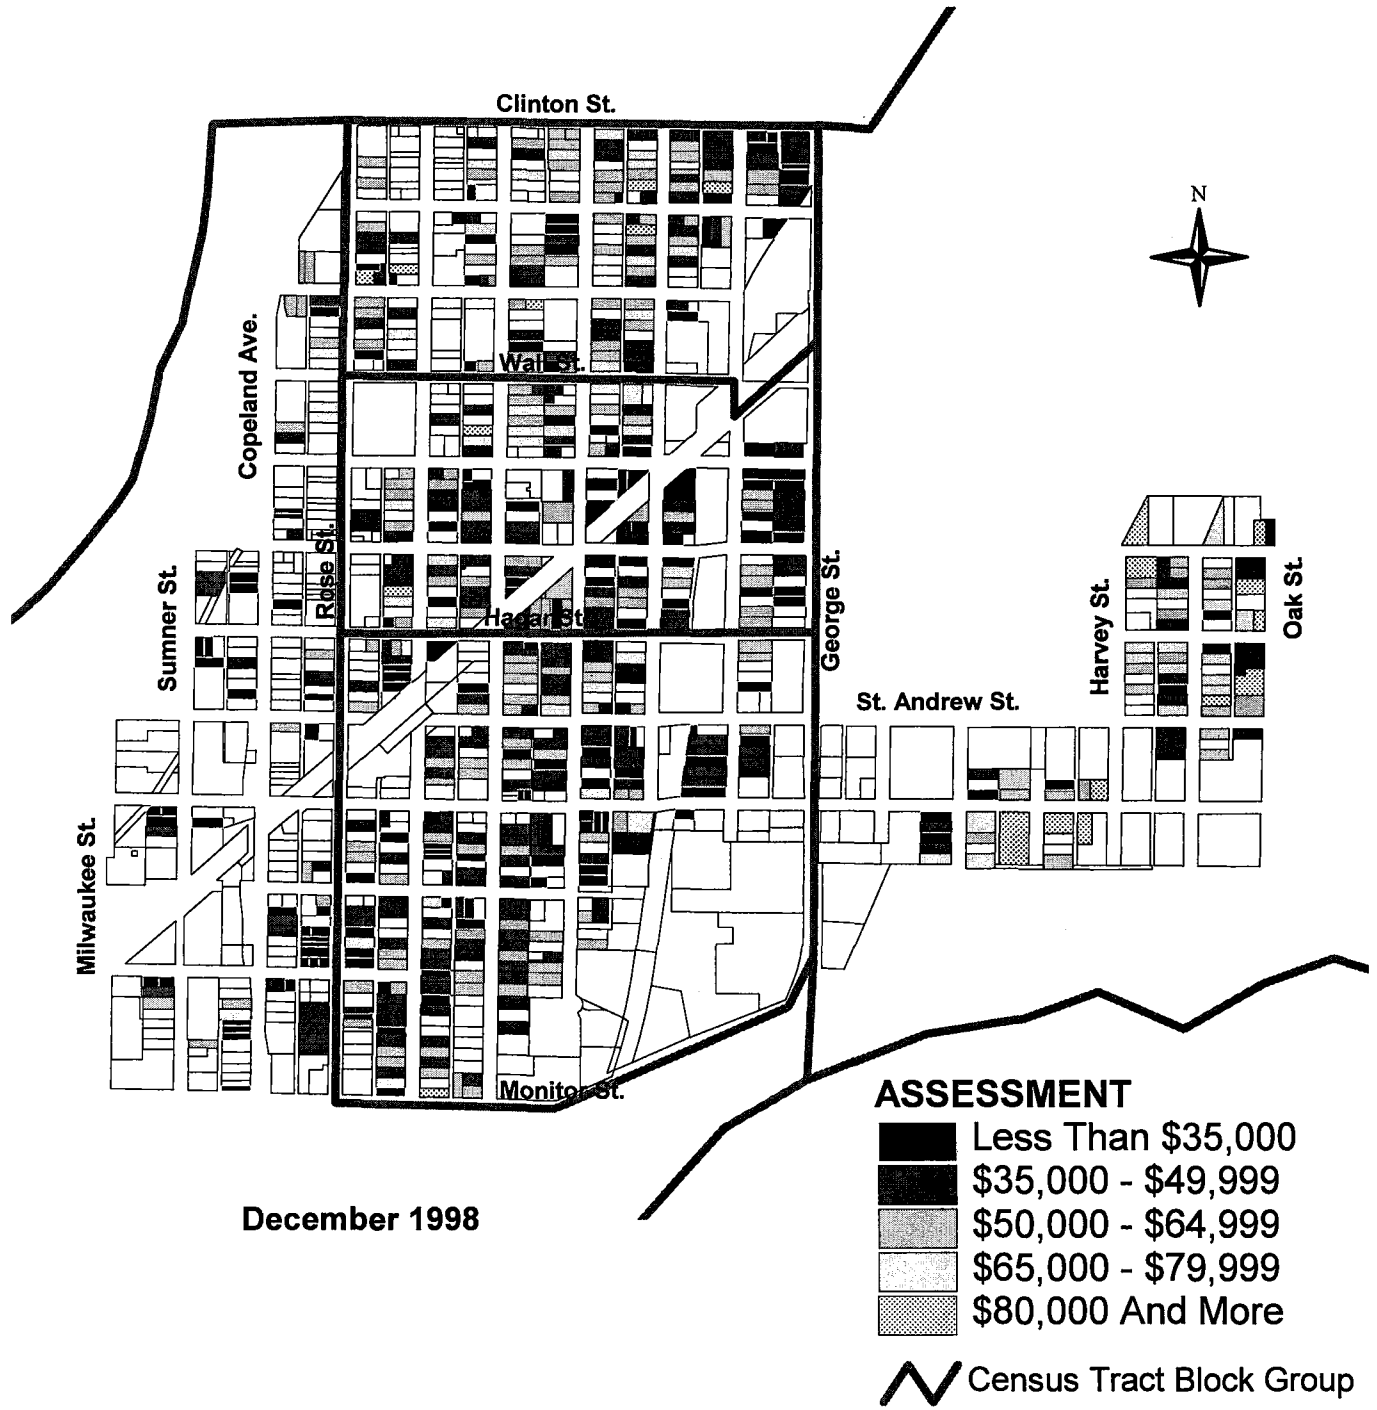 Clinton St.
N
Copeland Ave.
Wall St.
Rose St.
Sumner St.
Hagar St.
George St.
Harvey St.
Oak St.
St. Andrew St.
Milwaukee St.
Monitor St.
ASSESSMENT
Less Than $35,000
$35,000 - $49,999
$50,000 - $64,999
$65,000 - $79,999
$80,000 And More
Census Tract Block Group
December 1998